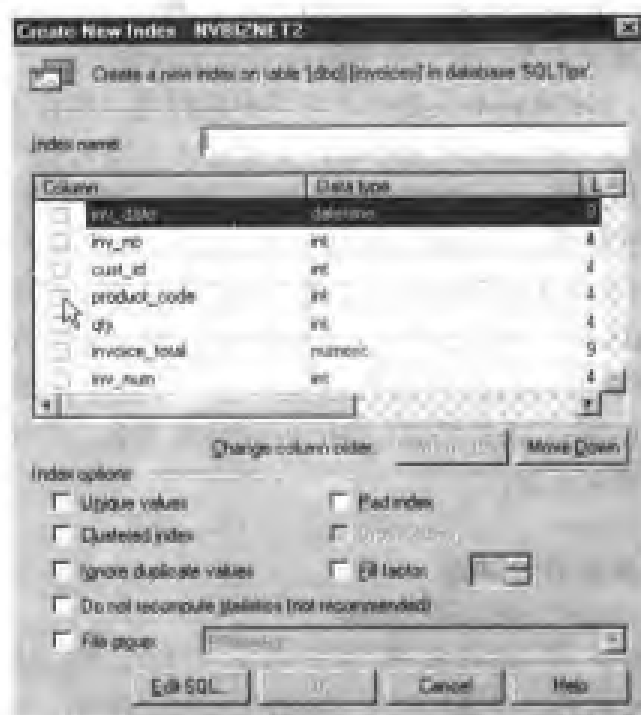 Create New Index - NVBIZNET2
Create a new index on table '[dbo].[invoices]' in database 'SQLTips'.
Index name:
Column Data type L
inv_date datetime 8
inv_no int 4
cust_id int 4
product_code int 4
qty int 4
invoice_total numeric 9
inv_num int 4
Change column order: Move Down
Index options
Unique values Pad index
Clustered index
Ignore duplicate values Fill factor:
Do not recompute statistics (not recommended)
File group:
Edit SQL... Cancel Help